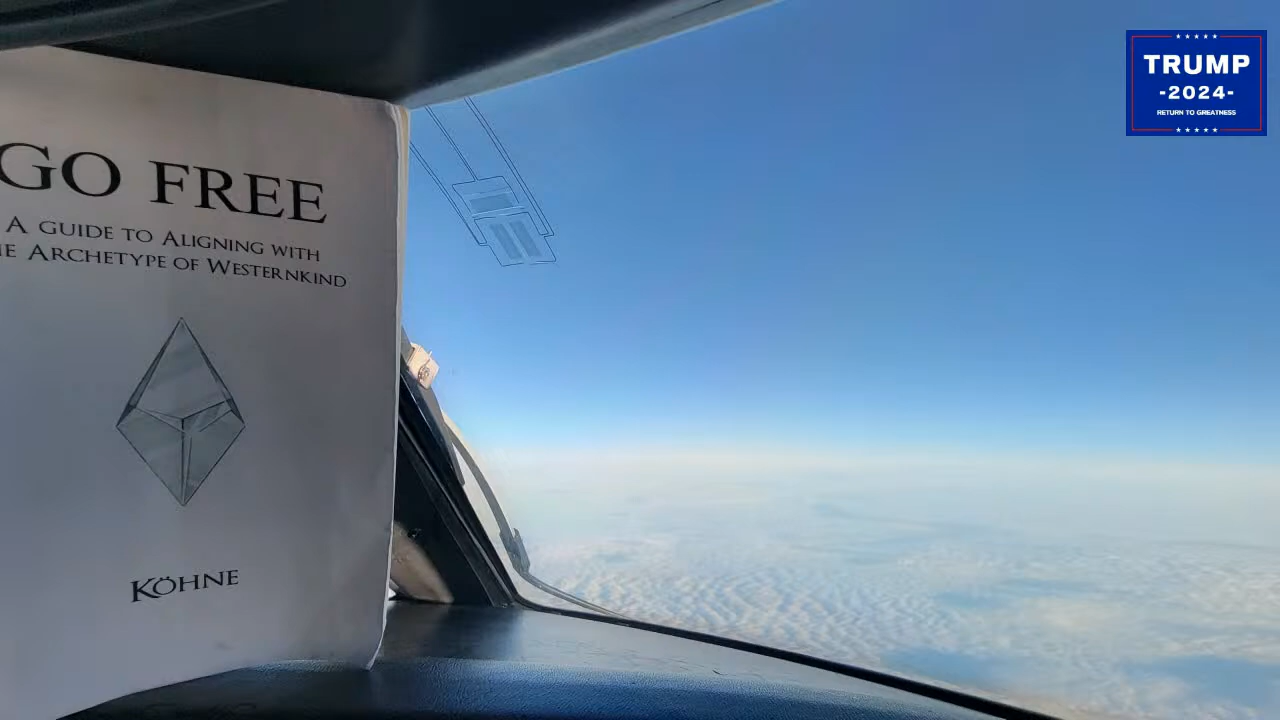 GO FREE
A GUIDE TO ALIGNING WITH
ARCHETYPE OF WESTERNKIND
KÖHNE
TRUMP
-2024-
RETURN TO GREATNESS